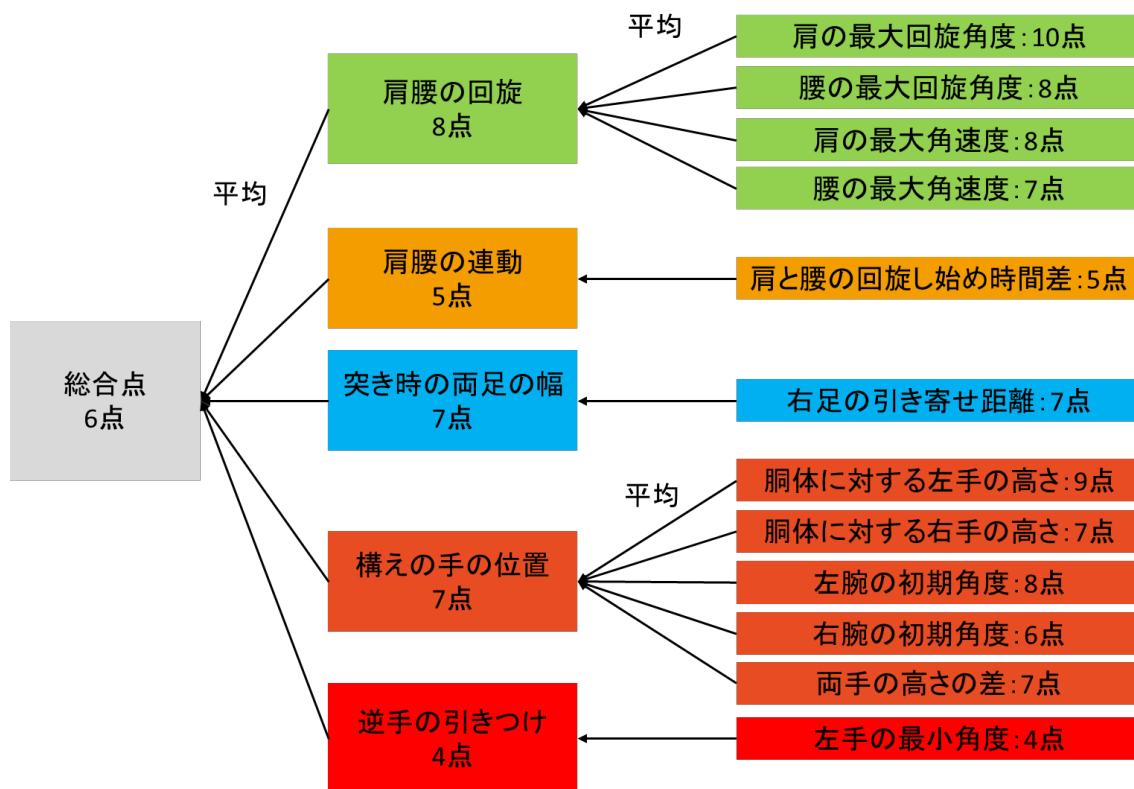 平均
肩の最大回旋角度:10点
腰の最大回旋角度:8点
肩の最大角速度:8点
腰の最大角速度:7点
肩腰の回旋
8点
平均
肩腰の連動
5点
肩と腰の回旋し始め時間差:5点
突き時の両足の幅
7点
右足の引き寄せ距離:7点
総合点
6点
平均
胴体に対する左手の高さ:9点
胴体に対する右手の高さ:7点
左腕の初期角度:8点
右腕の初期角度:6点
両手の高さの差:7点
構えの手の位置
7点
逆手の引きつけ
4点
左手の最小角度:4点